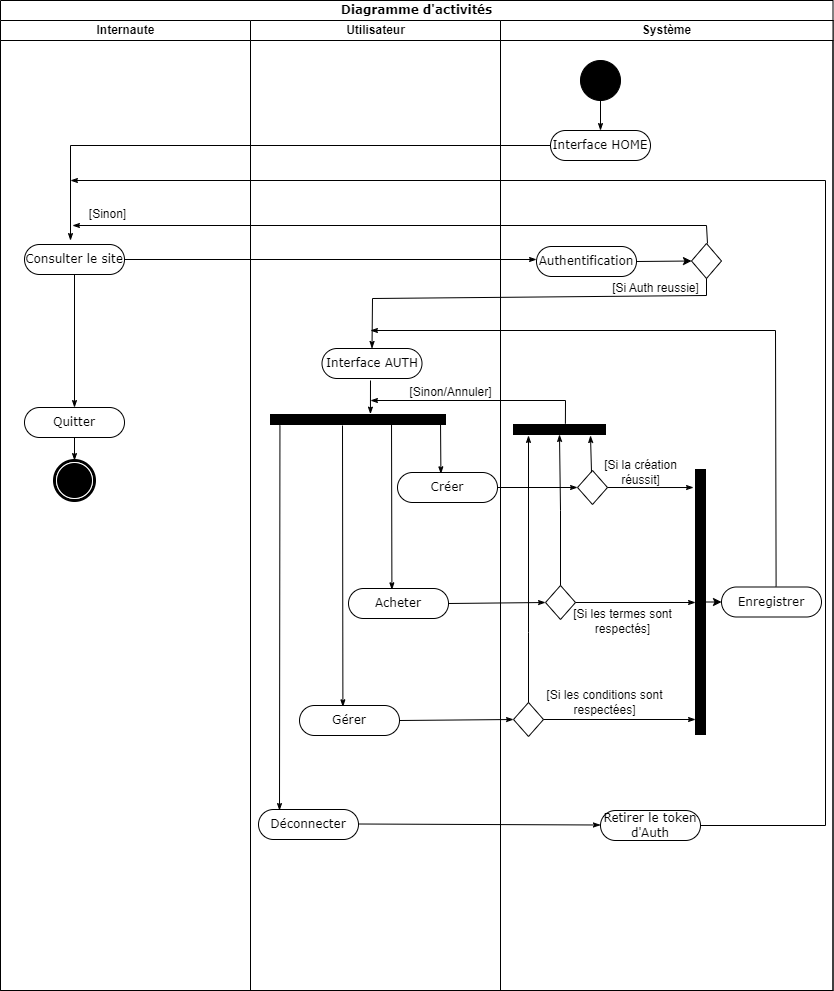 Diagramme d'activités
Internaute
Utilisateur
Système
Interface HOME
[Sinon]
Consulter le site
Authentification
[Si Auth reussie]
Interface AUTH
[Sinon/Annuler]
Quitter
[Si la création
réussit]
Créer
Acheter
Enregistrer
[Si les termes sont
respectés]
[Si les conditions sont
respectées]
Gérer
Déconnecter
Retirer le token
d'Auth